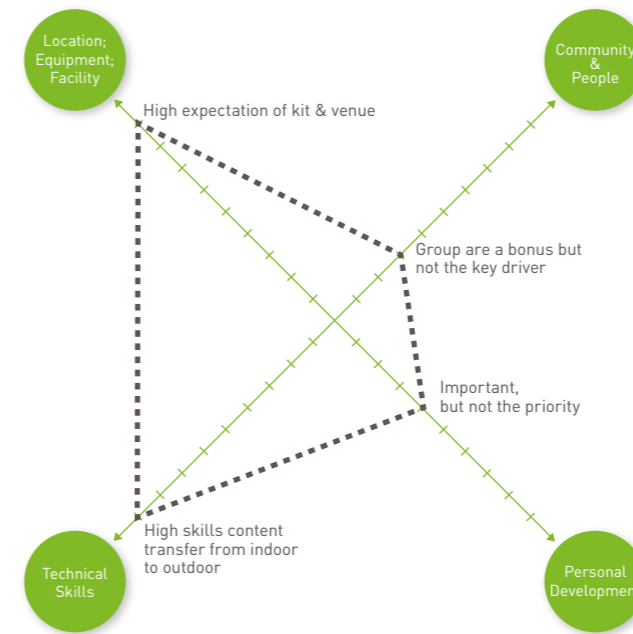 Location;
Equipment;
Facility
Community
&
People
High expectation of kit & venue
Group are a bonus but
not the key driver
Important,
but not the priority
High skills content
transfer from indoor
to outdoor
Technical
Skills
Personal
Development